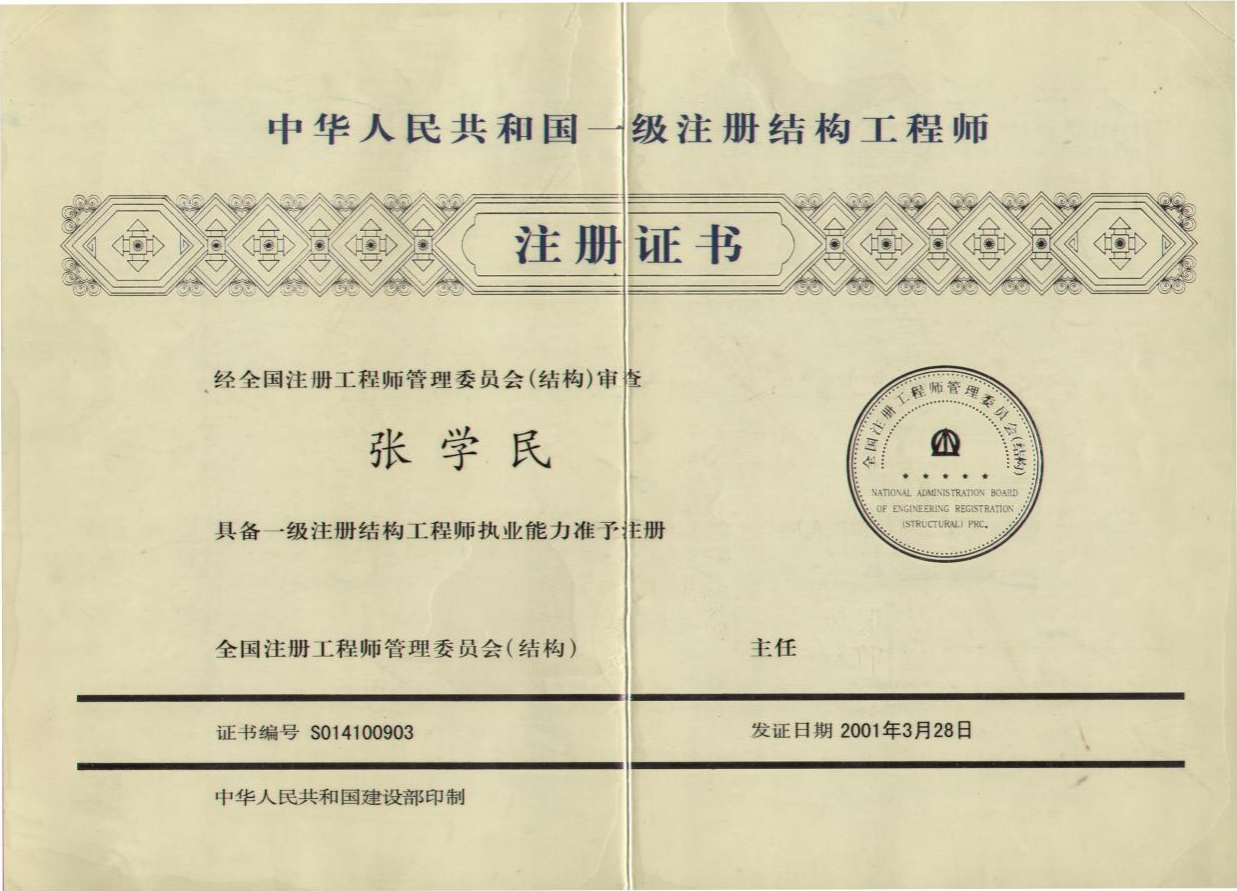 中华人民共和国一级注册结构工程师
注册证书
经全国注册工程师管理委员会(结构)审查
张学民
具备一级注册结构工程师执业能力准予注册
全国注册工程师管理委员会(结构)
NATIONAL ADMINISTRATION BOARD
OF ENGINEERING REGISTRATION
(STRUCTURAL) PRC.
全国注册工程师管理委员会(结构) 主任
证书编号 S014100903 发证日期 2001年3月28日
中华人民共和国建设部印制